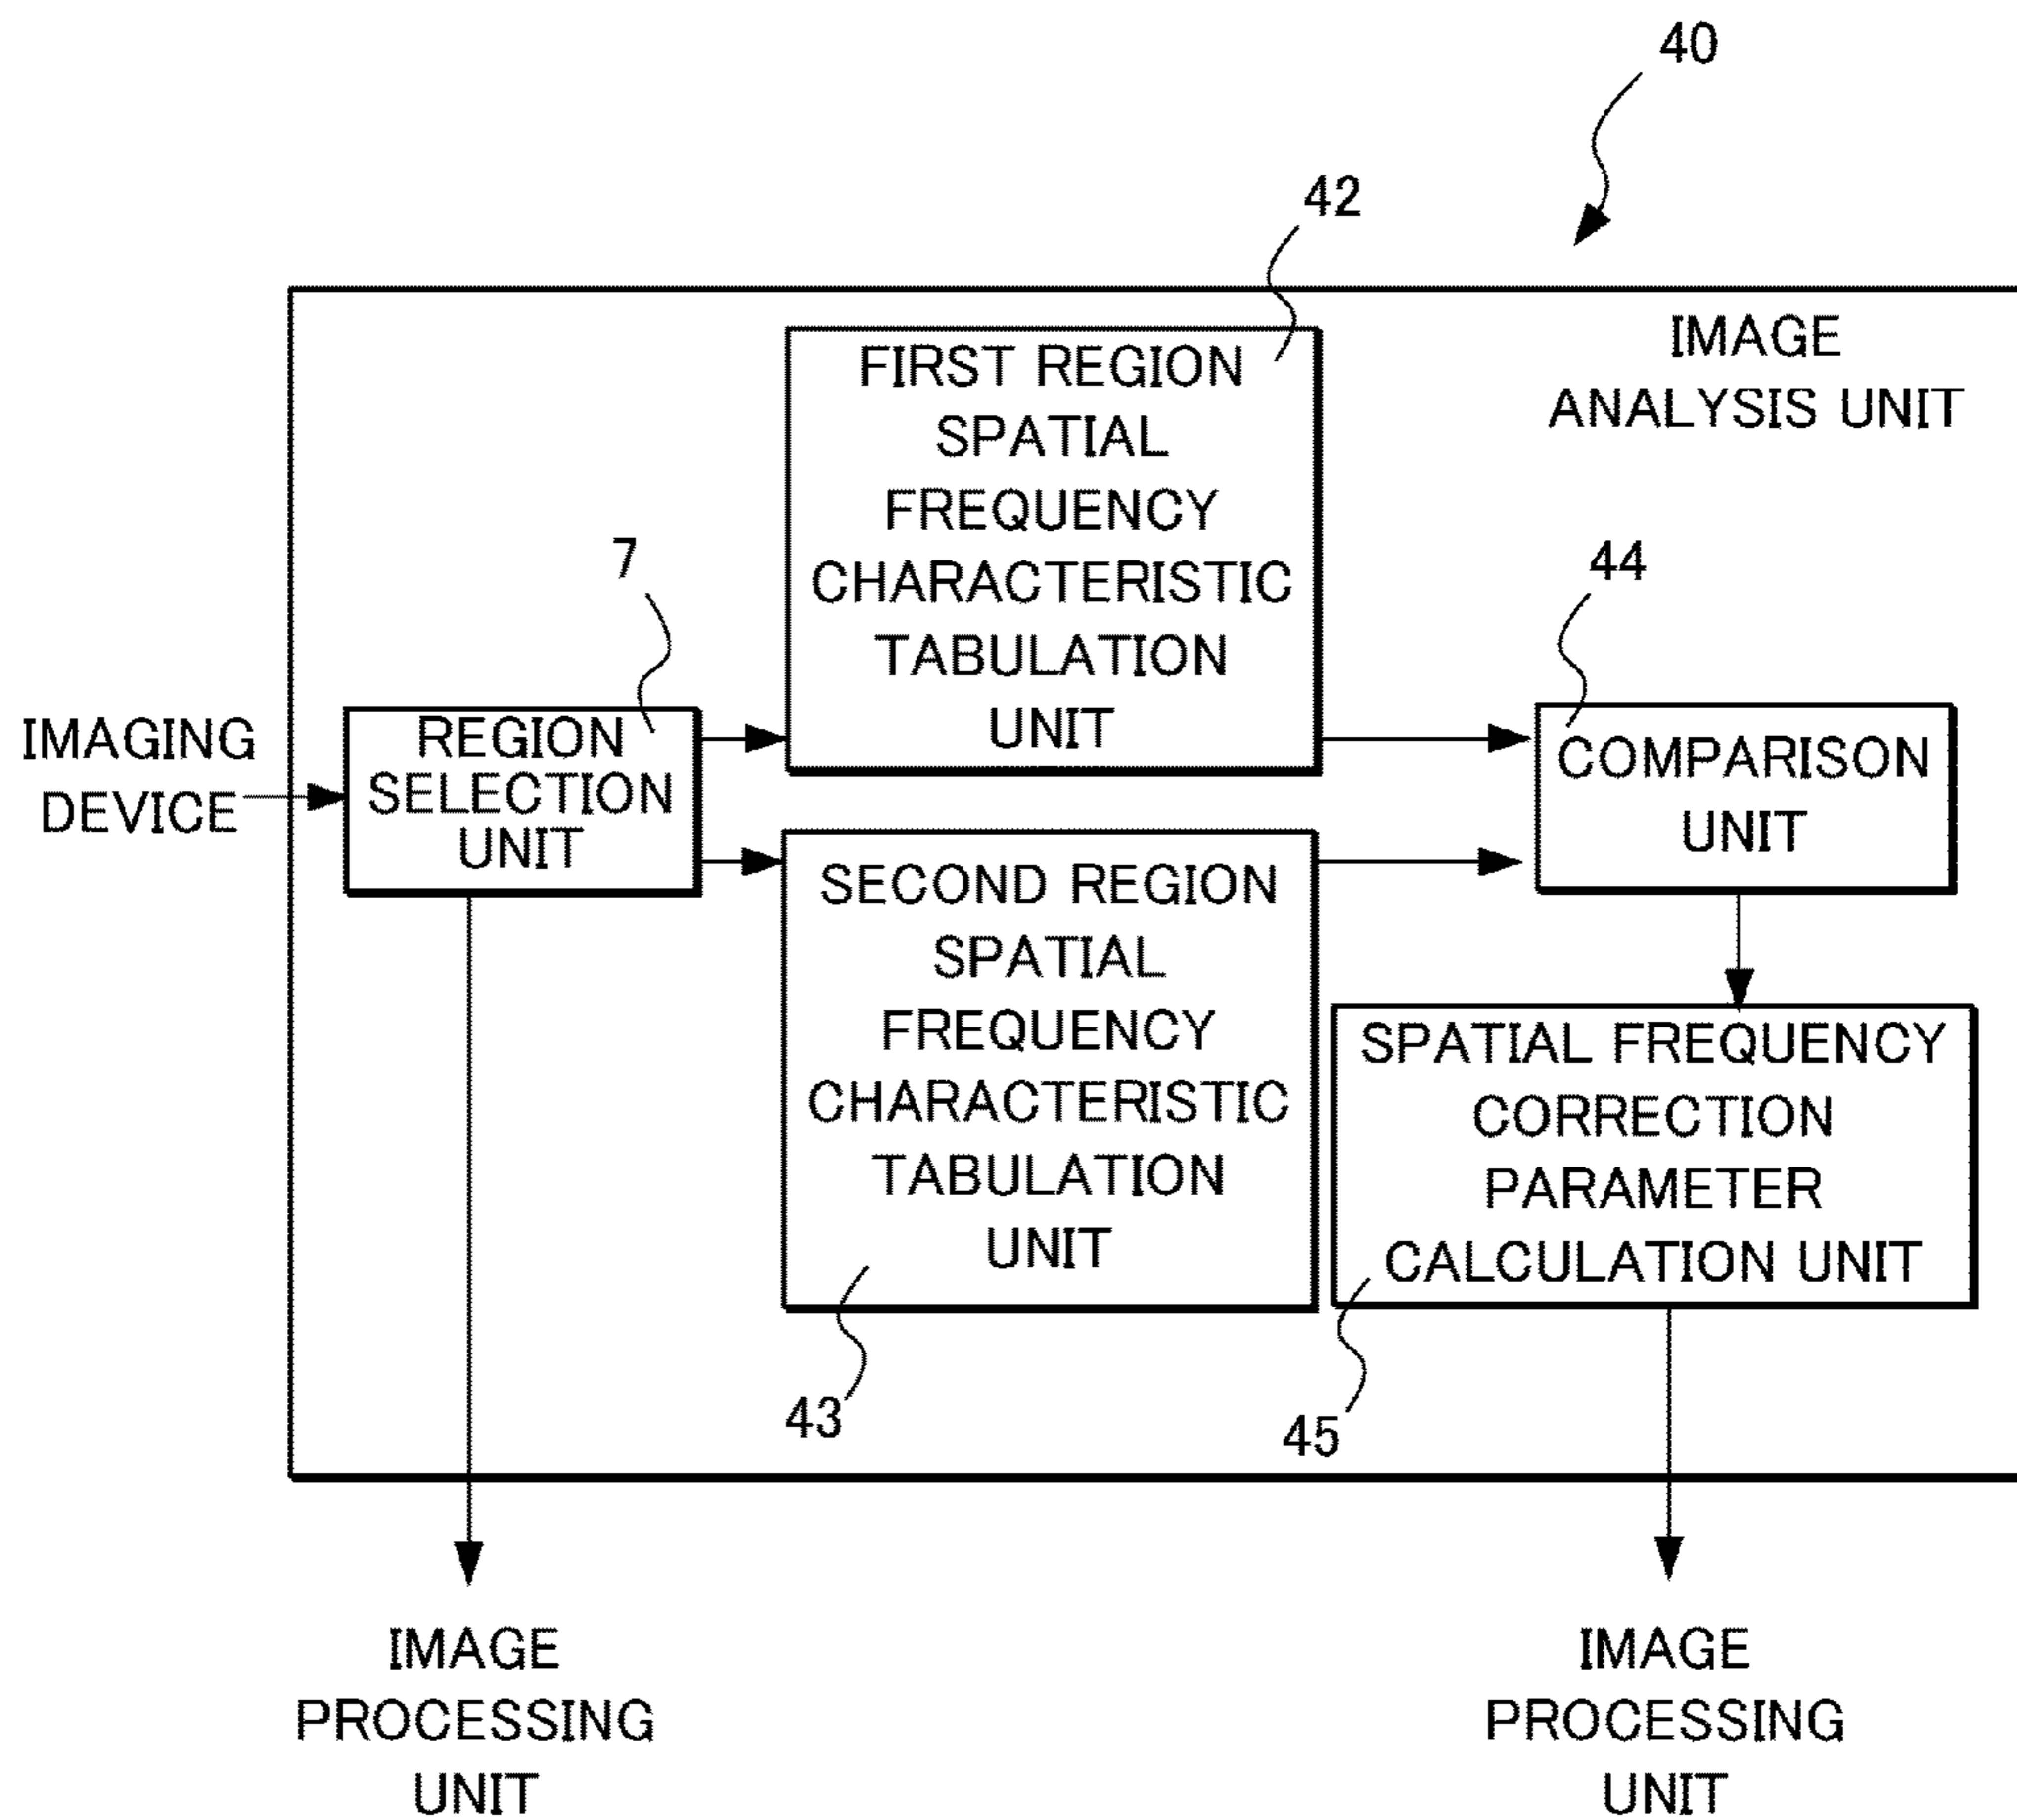 40
42
IMAGE
ANALYSIS UNIT
FIRST REGION
SPATIAL
FREQUENCY
CHARACTERISTIC
TABULATION
UNIT
7
44
IMAGING
DEVICE
REGION
SELECTION
UNIT
COMPARISON
UNIT
SECOND REGION
SPATIAL
FREQUENCY
CHARACTERISTIC
TABULATION
UNIT
SPATIAL FREQUENCY
CORRECTION
PARAMETER
CALCULATION UNIT
43
45
IMAGE
PROCESSING
UNIT
IMAGE
PROCESSING
UNIT